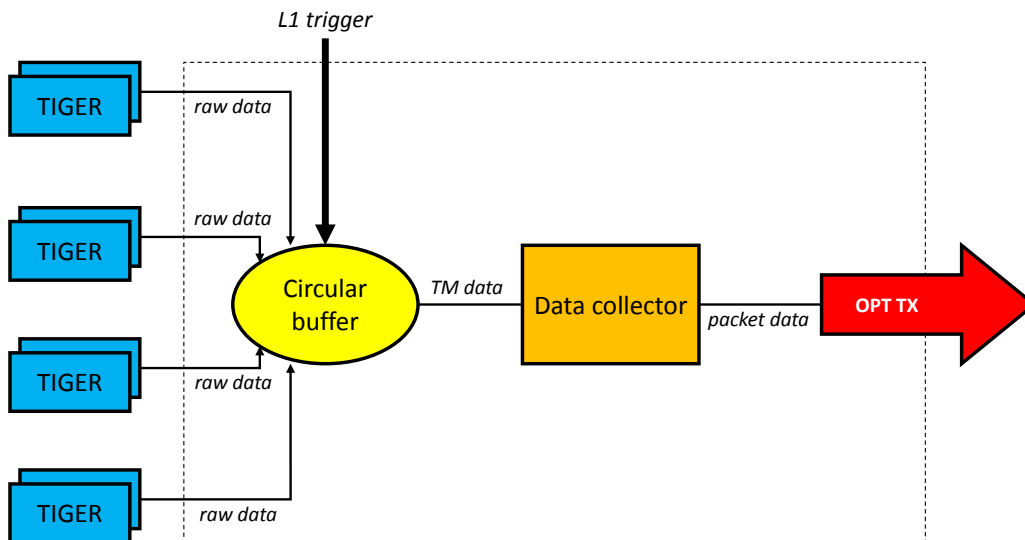 L1 trigger
TIGER
raw data
TIGER
raw data
Circular
buffer
TM data
Data collector
packet data
OPT TX
TIGER
raw data
TIGER
raw data